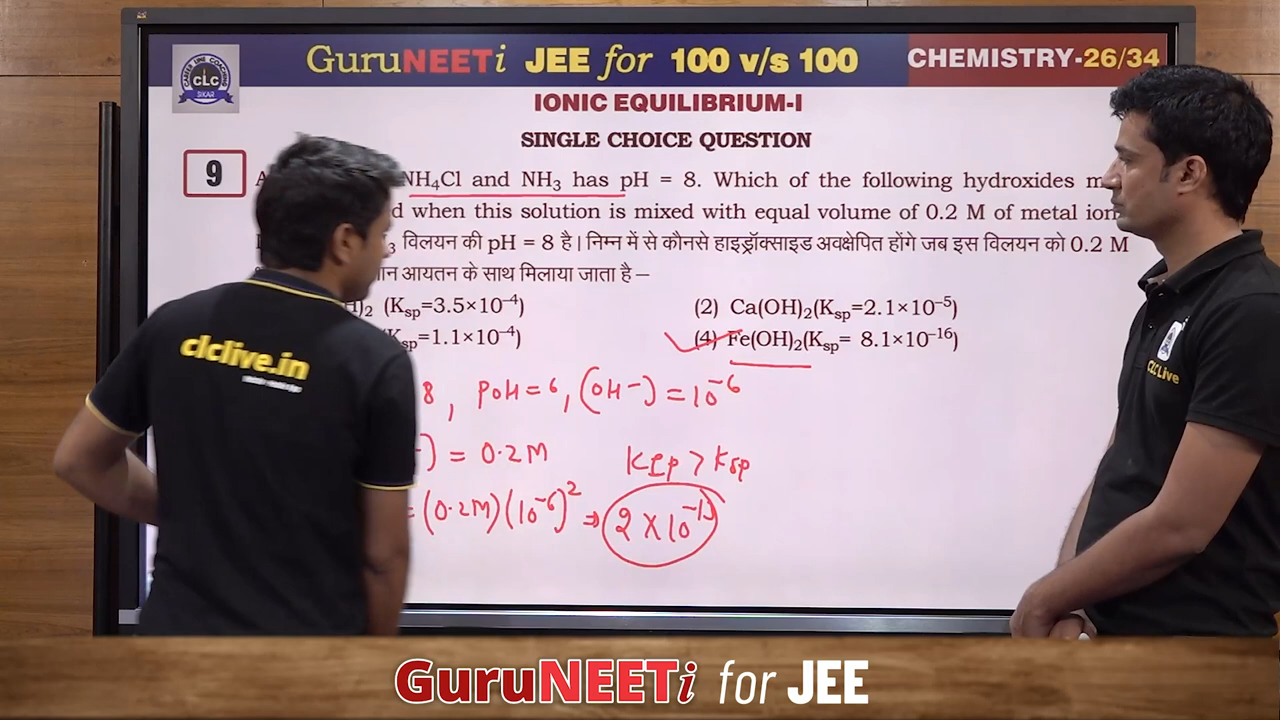 GuruNEETi JEE for 100 v/s 100
CHEMISTRY-26/34
CLC
SIKAR
IONIC EQUILIBRIUM-I
SINGLE CHOICE QUESTION
9
NH₄Cl and NH₃ has pH = 8. Which of the following hydroxides
when this solution is mixed with equal volume of 0.2 M of metal ion
विलयन की pH = 8 है। निम्न में से कौनसे हाइड्रॉक्साइड अवक्षेपित होंगे जब इस विलयन को 0.2 M
आयतन के साथ मिलाया जाता है –
(Ksp=3.5×10⁻⁴) (2) Ca(OH)₂(Ksp=2.1×10⁻⁵)
Ksp=1.1×10⁻⁴) (4) Fe(OH)₂(Ksp= 8.1×10⁻¹⁶)
8, pOH = 6, (OH⁻) = 10⁻⁶
) = 0.2M
KIp > Ksp
= (0.2M)(10⁻⁶)² ⇒ 2 × 10⁻¹³
clclive.in
CLC Live
GuruNEETi for JEE